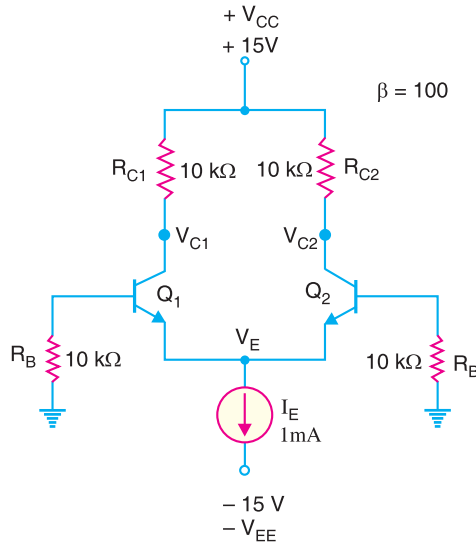 + VCC
+ 15V
β = 100
RC1 10 kΩ 10 kΩ RC2
VC1 VC2
Q1 Q2
RB 10 kΩ VE 10 kΩ RB
IE
1mA
– 15 V
– VEE